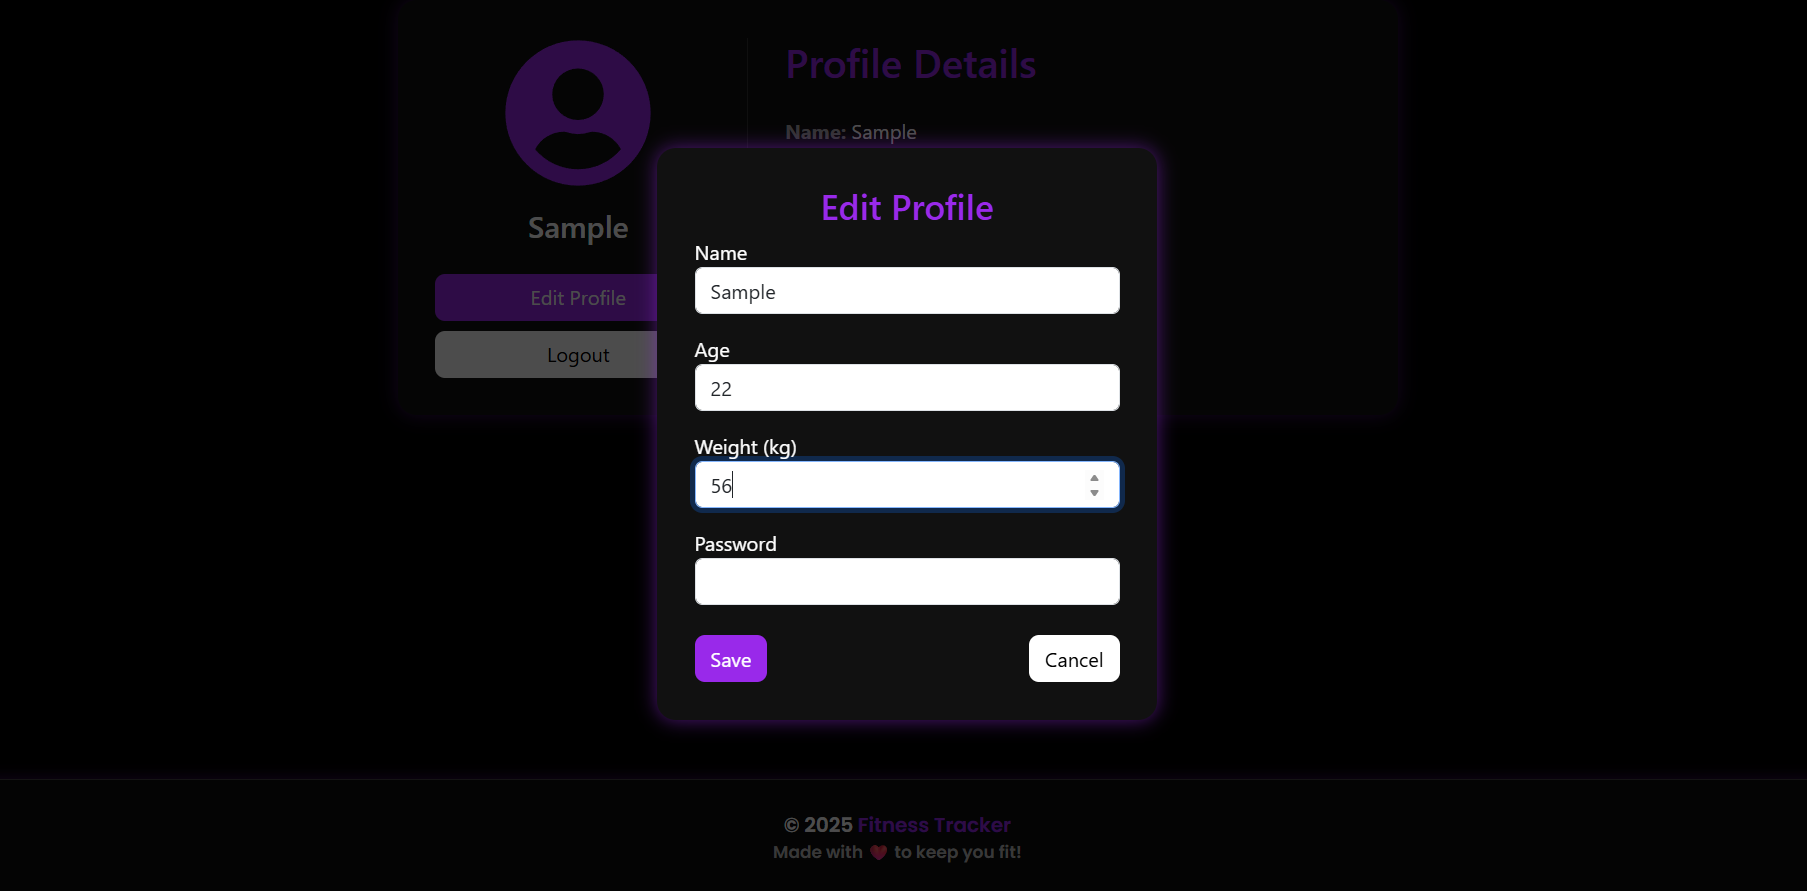 Profile Details
Name: Sample
Sample
Edit Profile
Logout
Edit Profile
Name
Sample
Age
22
Weight (kg)
56
Password
Save
Cancel
© 2025 Fitness Tracker
Made with ❤️ to keep you fit!